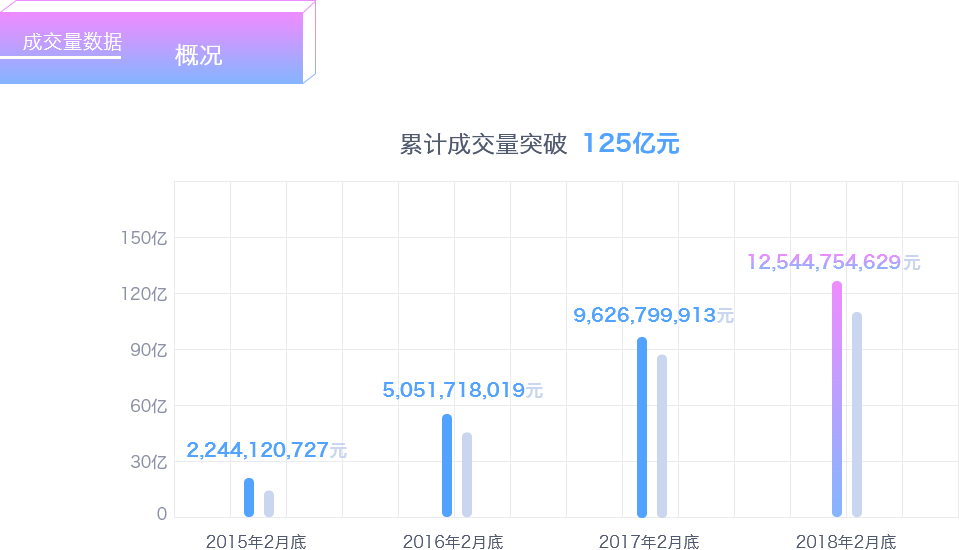 成交量数据
概况
累计成交量突破 125亿元
150亿
120亿
90亿
60亿
30亿
0
12,544,754,629元
9,626,799,913元
5,051,718,019元
2,244,120,727元
2015年2月底
2016年2月底
2017年2月底
2018年2月底